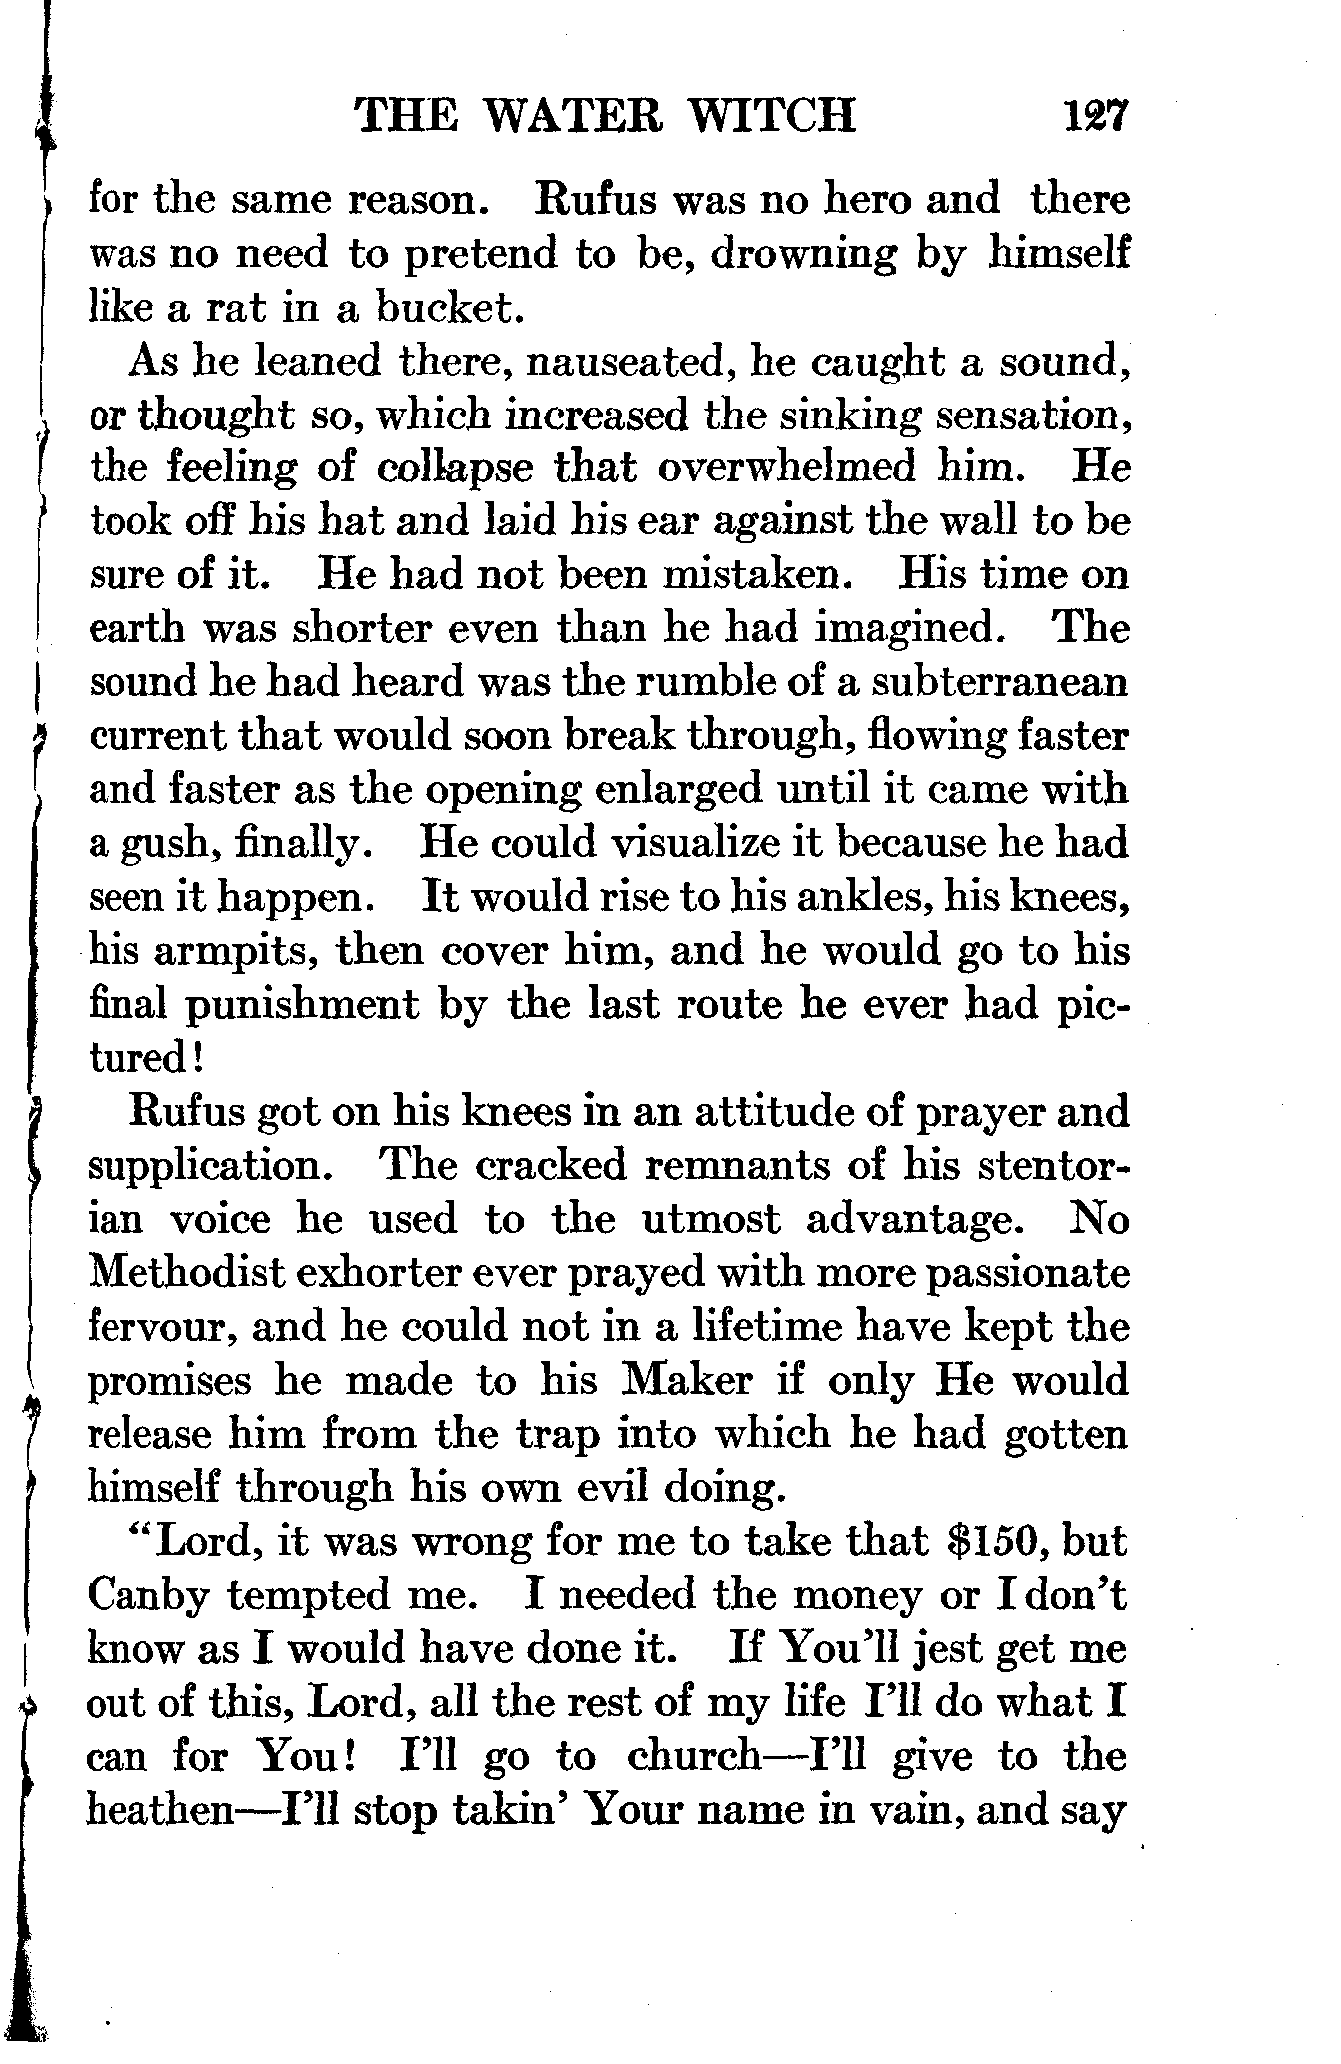 THE WATER WITCH 127
for the same reason. Rufus was no hero and there
was no need to pretend to be, drowning by himself
like a rat in a bucket.
As he leaned there, nauseated, he caught a sound,
or thought so, which increased the sinking sensation,
the feeling of collapse that overwhelmed him. He
took off his hat and laid his ear against the wall to be
sure of it. He had not been mistaken. His time on
earth was shorter even than he had imagined. The
sound he had heard was the rumble of a subterranean
current that would soon break through, flowing faster
and faster as the opening enlarged until it came with
a gush, finally. He could visualize it because he had
seen it happen. It would rise to his ankles, his knees,
his armpits, then cover him, and he would go to his
final punishment by the last route he ever had pic-
tured!
Rufus got on his knees in an attitude of prayer and
supplication. The cracked remnants of his stentor-
ian voice he used to the utmost advantage. No
Methodist exhorter ever prayed with more passionate
fervour, and he could not in a lifetime have kept the
promises he made to his Maker if only He would
release him from the trap into which he had gotten
himself through his own evil doing.
"Lord, it was wrong for me to take that $150, but
Canby tempted me. I needed the money or I don't
know as I would have done it. If You'll jest get me
out of this, Lord, all the rest of my life I'll do what I
can for You! I'll go to church—I'll give to the
heathen—I'll stop takin' Your name in vain, and say